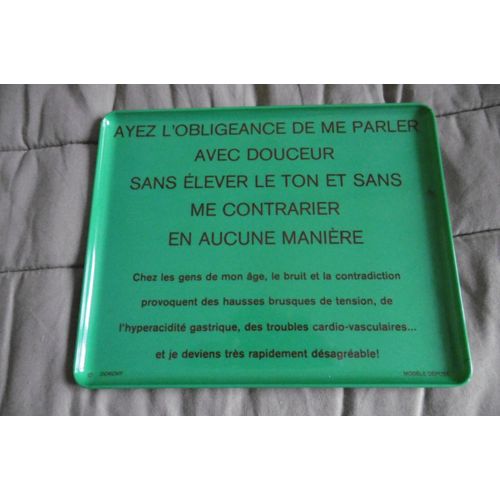 AYEZ L'OBLIGEANCE DE ME PARLER
AVEC DOUCEUR
SANS ÉLEVER LE TON ET SANS
ME CONTRARIER
EN AUCUNE MANIÈRE
Chez les gens de mon âge, le bruit et la contradiction
provoquent des hausses brusques de tension, de
l'hyperacidité gastrique, des troubles cardio-vasculaires...
et je deviens très rapidement désagréable!
MODÈLE DÉPOSÉ